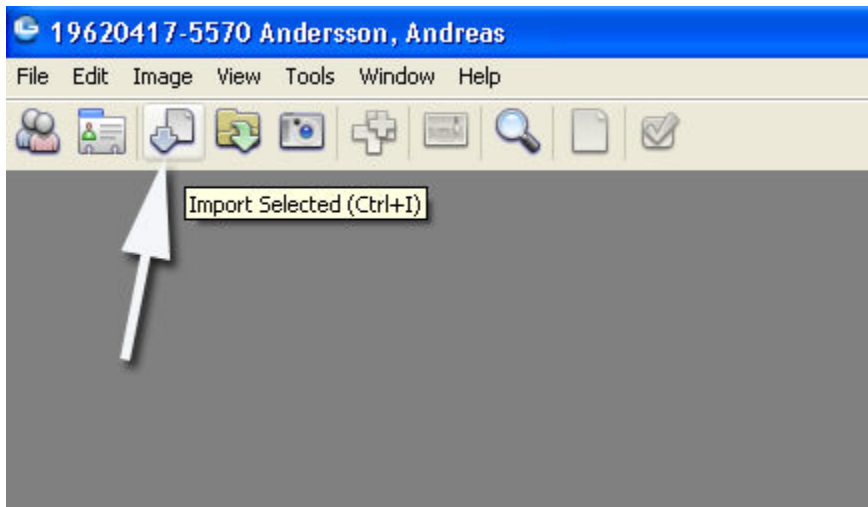 19620417-5570 Andersson, Andreas
File Edit Image View Tools Window Help
Import Selected (Ctrl+I)